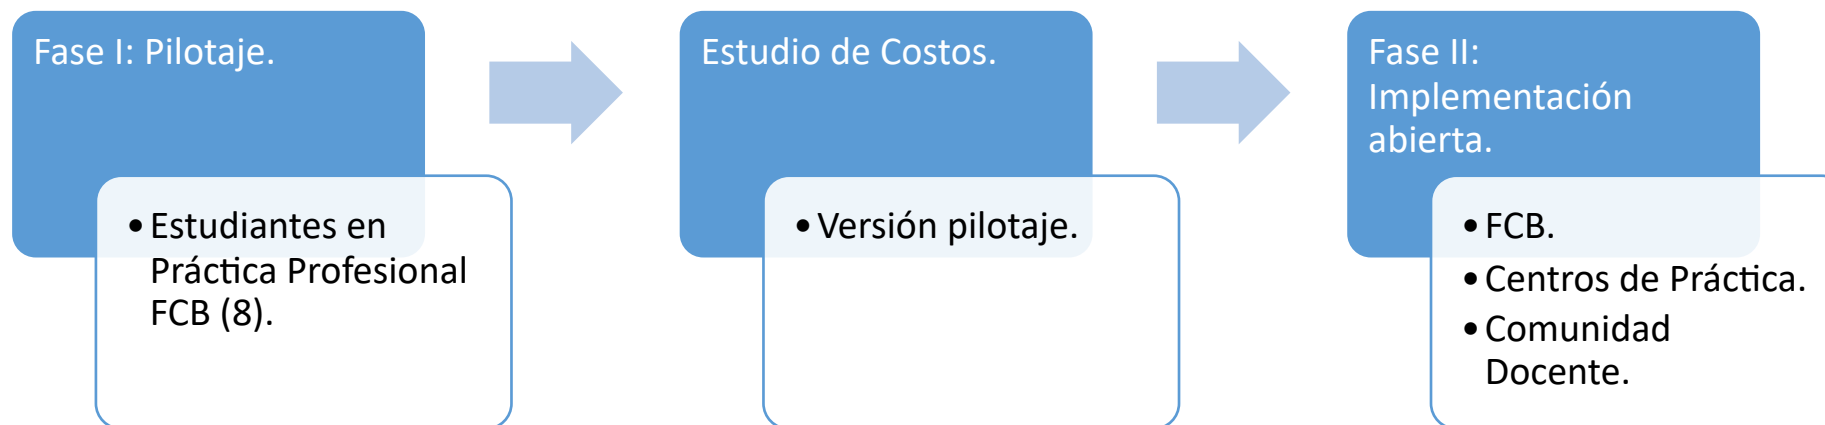 Fase I: Pilotaje.
• Estudiantes en
Práctica Profesional
FCB (8).
Estudio de Costos.
• Versión pilotaje.
Fase II:
Implementación
abierta.
• FCB.
• Centros de Práctica.
• Comunidad
Docente.